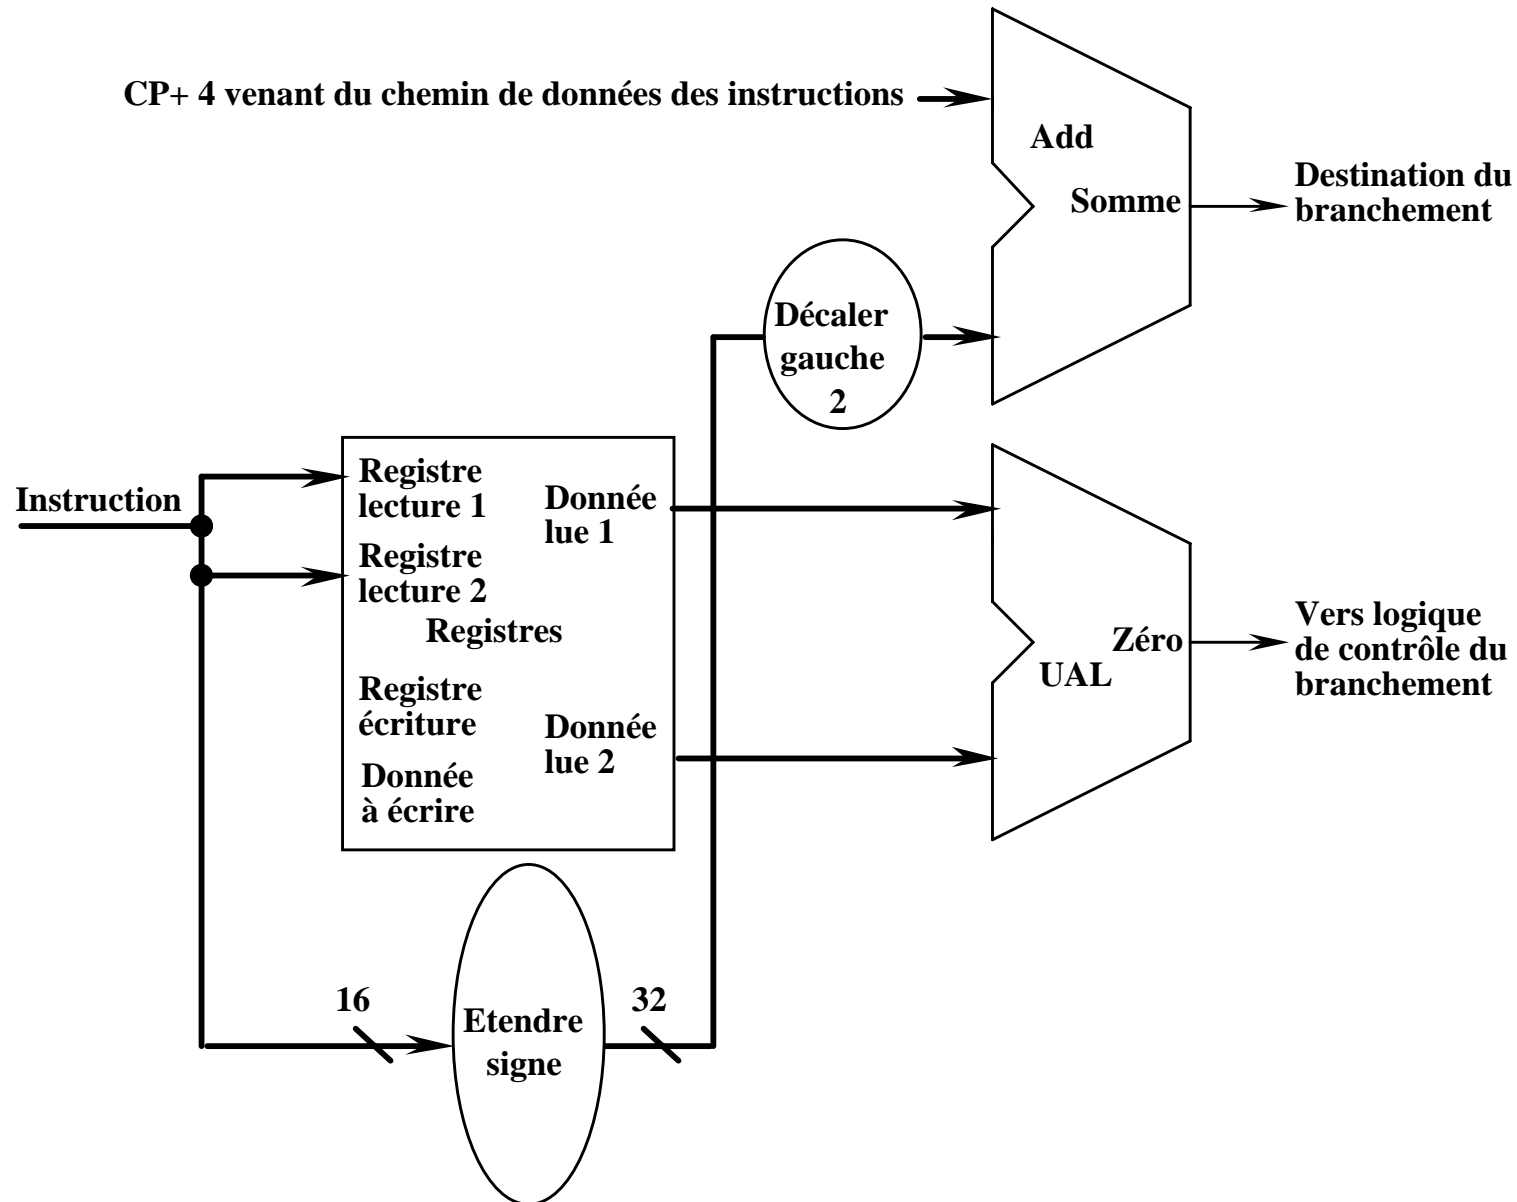 CP+ 4 venant du chemin de données des instructions
Add
Somme
Destination du
branchement
Décaler
gauche
2
Instruction
Registre
lecture 1
Donnée
lue 1
Registre
lecture 2
Registres
Registre
écriture
Donnée
lue 2
Donnée
à écrire
Zéro
UAL
Vers logique
de contrôle du
branchement
16
32
Etendre
signe